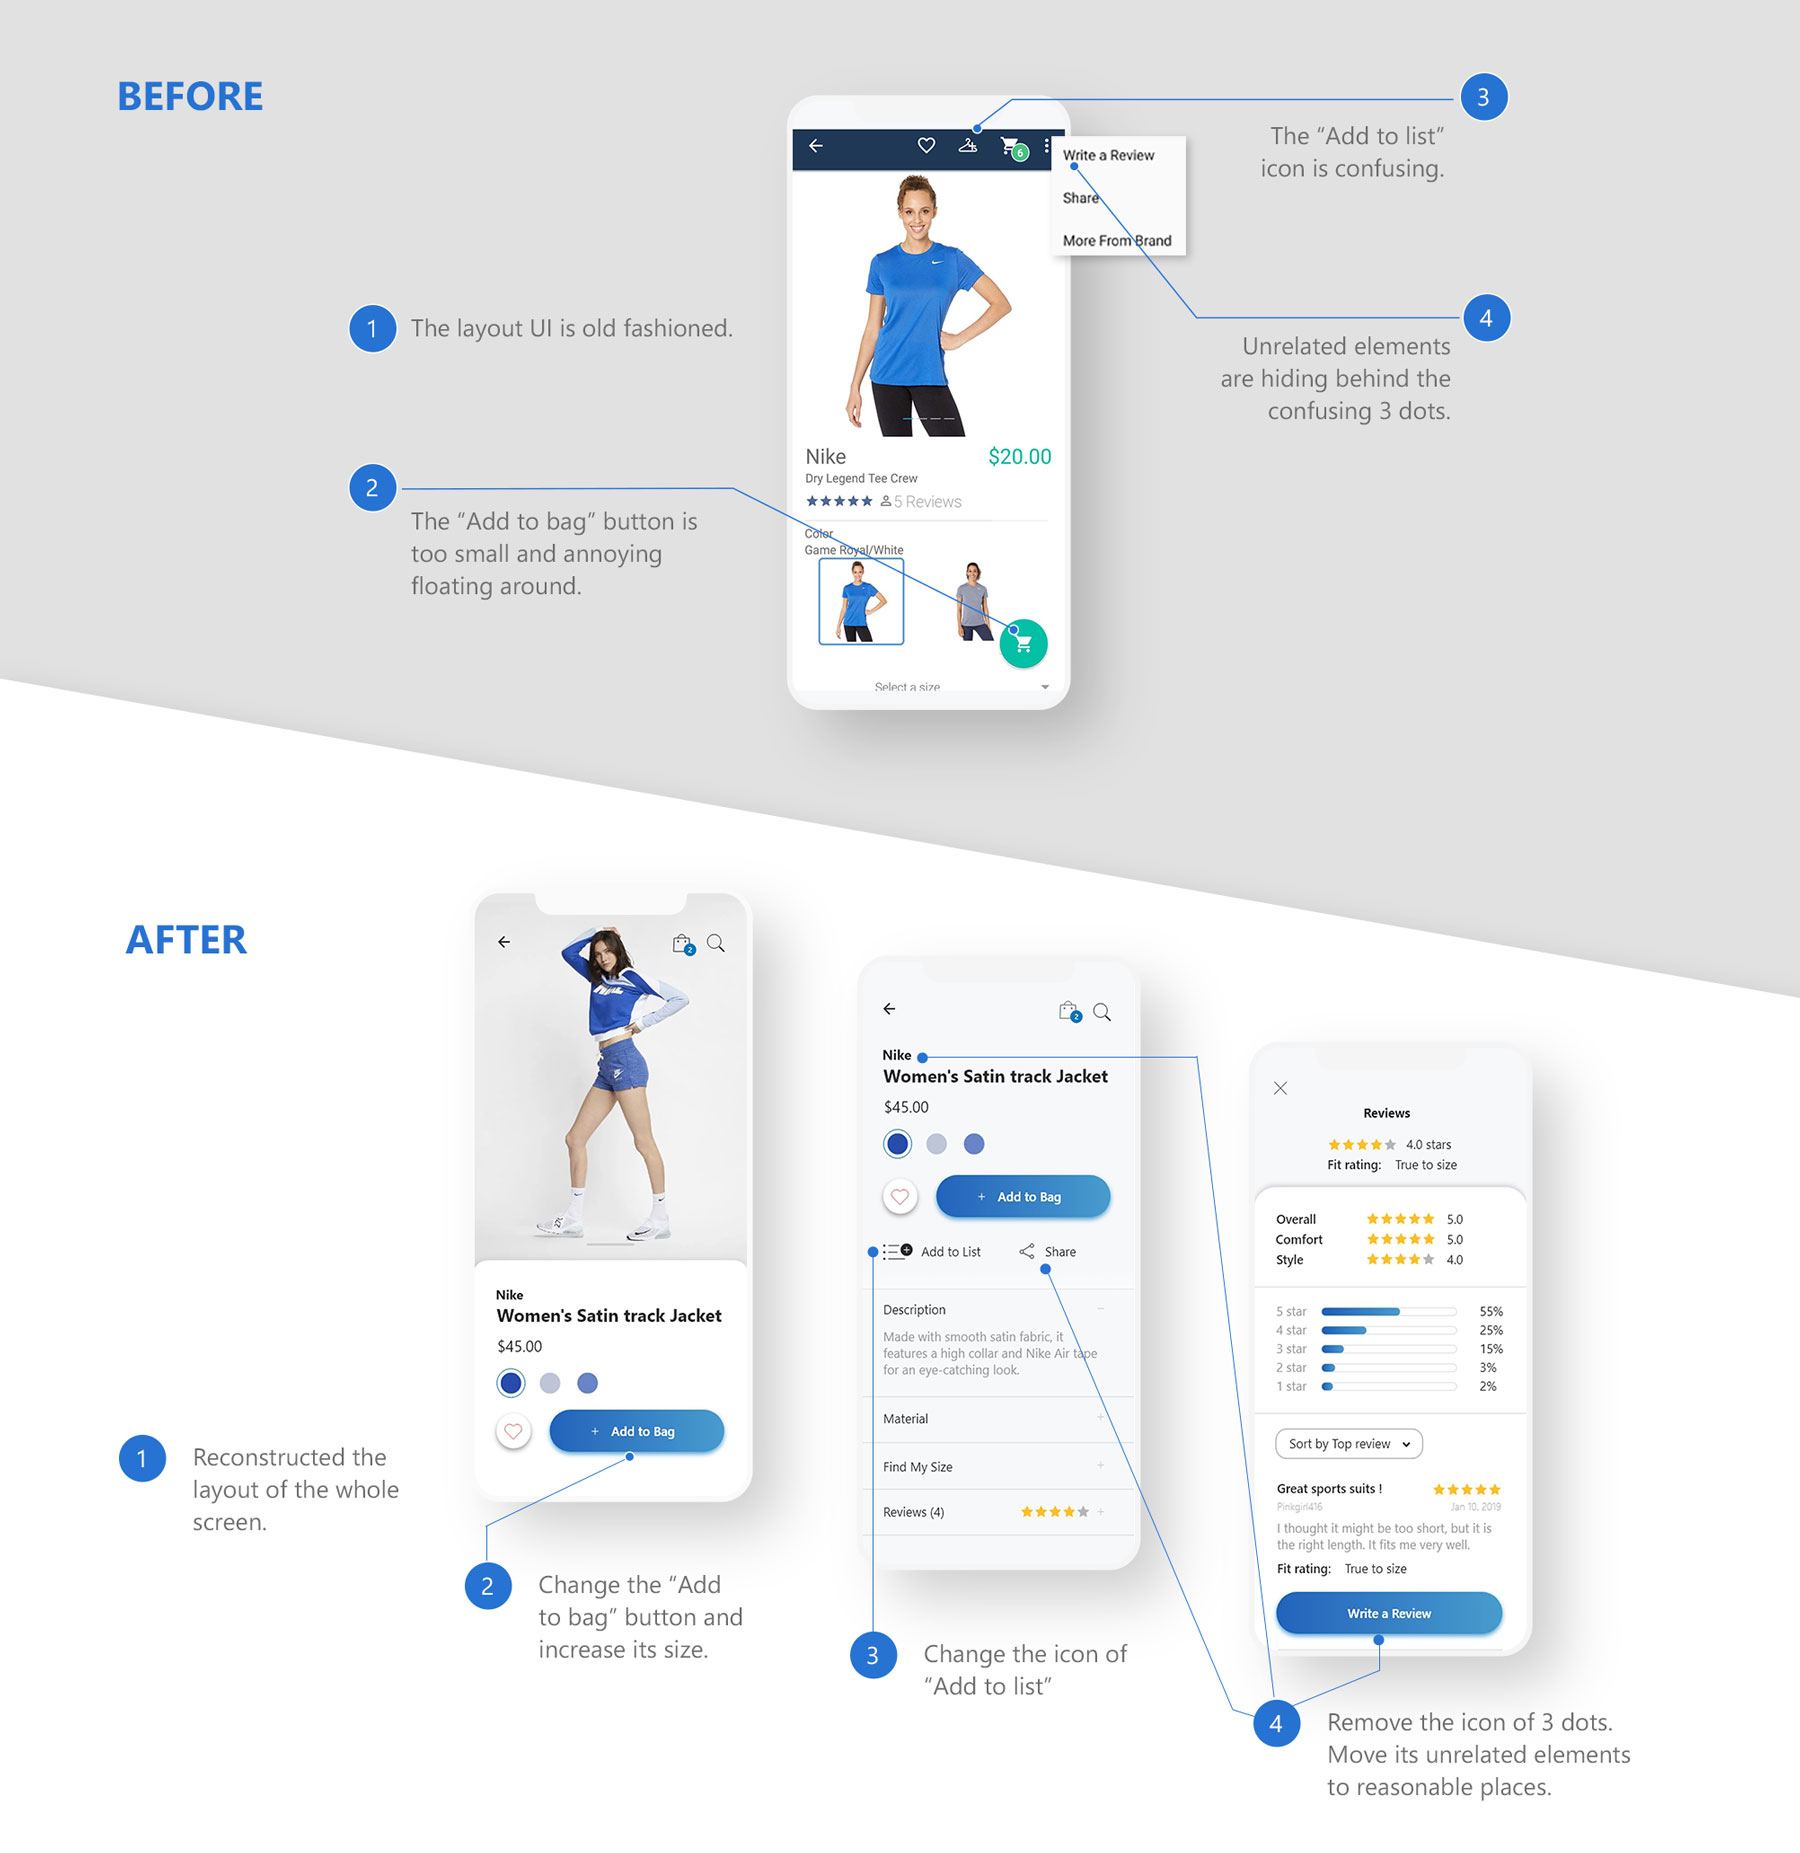 BEFORE
3
The “Add to list”
icon is confusing.
6
Write a Review
Share
More From Brand
1
The layout UI is old fashioned.
4
Unrelated elements
are hiding behind the
confusing 3 dots.
Nike
$20.00
Dry Legend Tee Crew
5 Reviews
2
The “Add to bag” button is
too small and annoying
floating around.
Color
Game Royal/White
Select a size
AFTER
2
Nike
Women's Satin track Jacket
$45.00
+ Add to Bag
1
Reconstructed the
layout of the whole
screen.
2
Change the “Add
to bag” button and
increase its size.
2
Nike
Women's Satin track Jacket
$45.00
+ Add to Bag
Add to List
Share
Description
Made with smooth satin fabric, it
features a high collar and Nike Air tape
for an eye-catching look.
Material +
Find My Size +
Reviews (4) +
3
Change the icon of
“Add to list”
Reviews
4.0 stars
Fit rating: True to size
Overall 5.0
Comfort 5.0
Style 4.0
5 star 55%
4 star 25%
3 star 15%
2 star 3%
1 star 2%
Sort by Top review
Great sports suits !
Pinkgirl416 Jan 10, 2019
I thought it might be too short, but it is
the right length. It fits me very well.
Fit rating: True to size
Write a Review
4
Remove the icon of 3 dots.
Move its unrelated elements
to reasonable places.